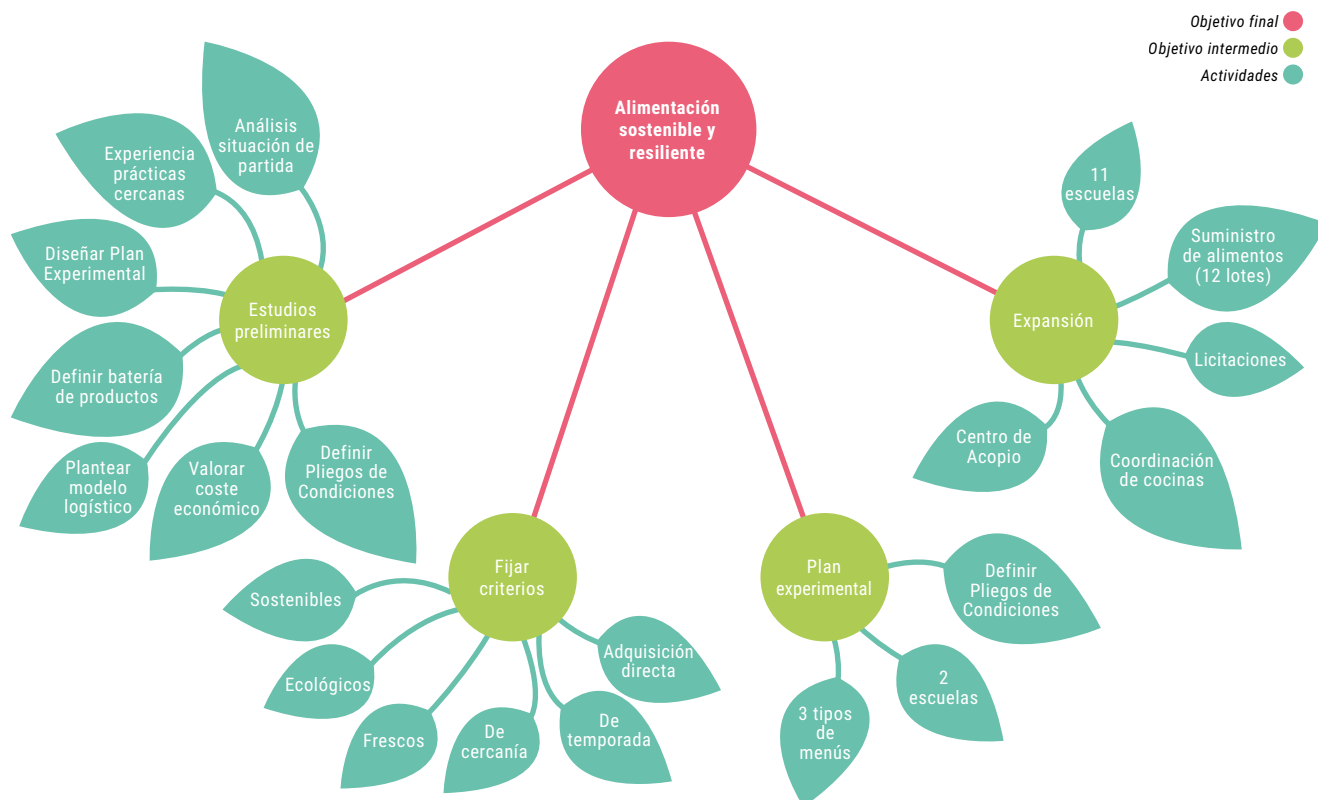 Objetivo final
Objetivo intermedio
Actividades
Alimentación
sostenible y
resiliente
Estudios
preliminares
Análisis
situación de
partida
Experiencia
prácticas
cercanas
Diseñar Plan
Experimental
Definir batería
de productos
Plantear
modelo
logístico
Valorar
coste
económico
Definir
Pliegos de
Condiciones
Fijar
criterios
Sostenibles
Ecológicos
Frescos
De
cercanía
De
temporada
Adquisición
directa
Plan
experimental
Definir
Pliegos de
Condiciones
2
escuelas
3 tipos
de
menús
Expansión
11
escuelas
Suministro
de alimentos
(12 lotes)
Licitaciones
Coordinación
de cocinas
Centro de
Acopio